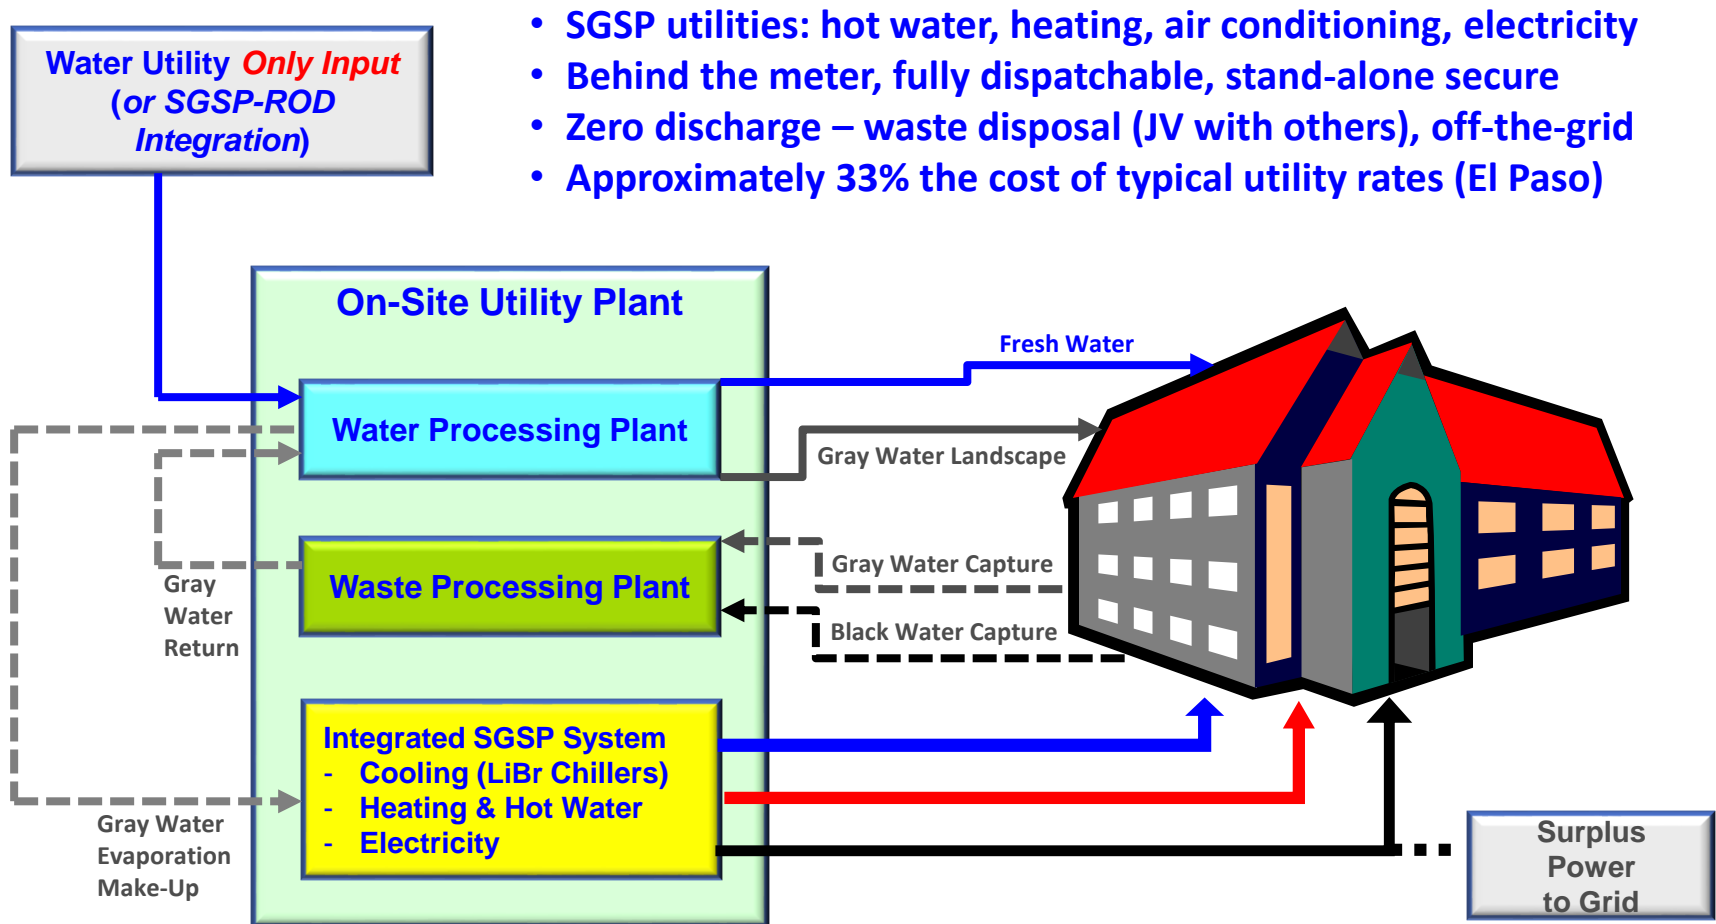 Water Utility Only Input
(or SGSP-ROD
Integration)
• SGSP utilities: hot water, heating, air conditioning, electricity
• Behind the meter, fully dispatchable, stand-alone secure
• Zero discharge – waste disposal (JV with others), off-the-grid
• Approximately 33% the cost of typical utility rates (El Paso)
On-Site Utility Plant
Fresh Water
Water Processing Plant
Gray Water Landscape
Waste Processing Plant
Gray Water Capture
Gray
Water
Return
Black Water Capture
Integrated SGSP System
- Cooling (LiBr Chillers)
- Heating & Hot Water
- Electricity
Gray Water
Evaporation
Make-Up
Surplus
Power
to Grid